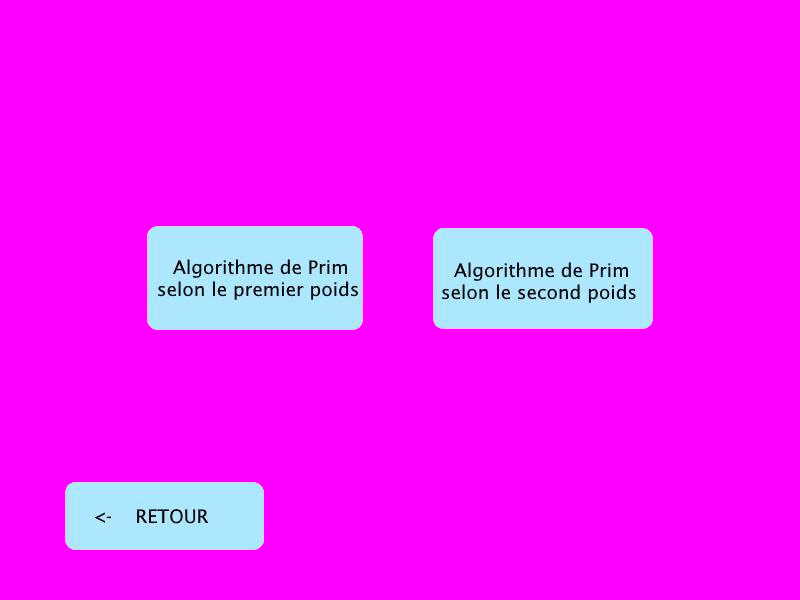 Algorithme de Prim
selon le premier poids
Algorithme de Prim
selon le second poids
<- RETOUR